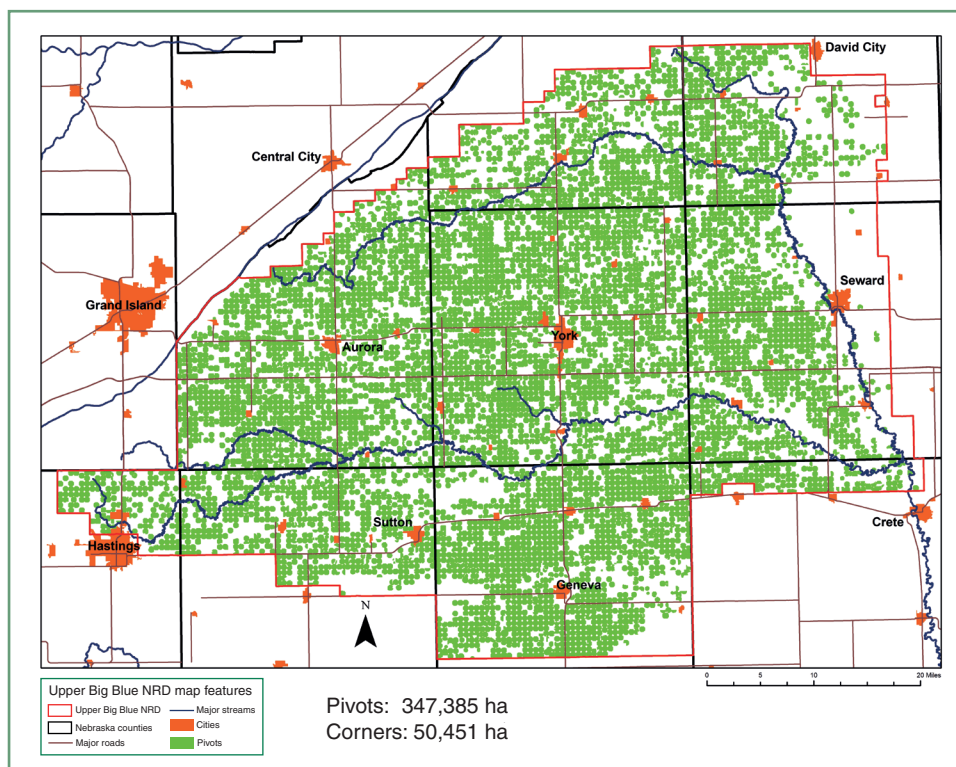 David City
Central City
Grand Island
Seward
Aurora
York
Sutton
Crete
Hastings
Geneva
N
0 5 10 20 Miles
Upper Big Blue NRD map features
Upper Big Blue NRD
Major streams
Nebraska counties
Cities
Major roads
Pivots
Pivots: 347,385 ha
Corners: 50,451 ha